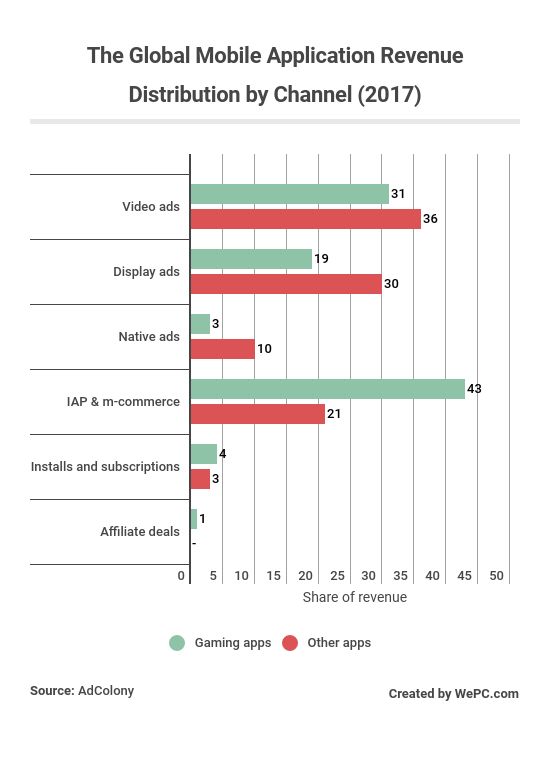 The Global Mobile Application Revenue
Distribution by Channel (2017)
Video ads
31
36
Display ads
19
30
Native ads
3
10
IAP & m-commerce
43
21
Installs and subscriptions
4
3
Affiliate deals
1
-
0 5 10 15 20 25 30 35 40 45 50
Share of revenue
Gaming apps Other apps
Source: AdColony
Created by WePC.com